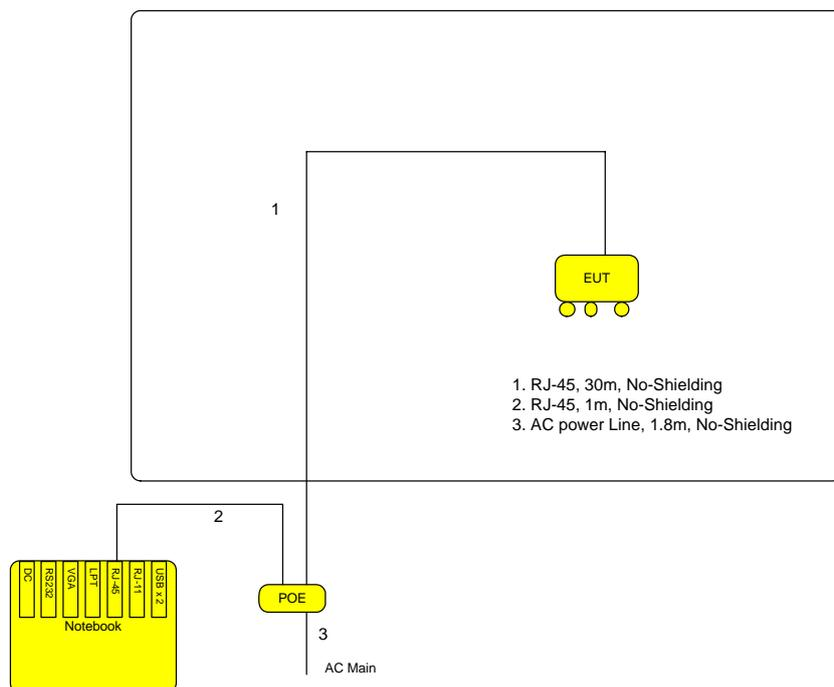 1
EUT
1. RJ-45, 30m, No-Shielding
2. RJ-45, 1m, No-Shielding
3. AC power Line, 1.8m, No-Shielding
2
DC
RS232
VGA
LPT
RJ-45
RJ-11
USB x 2
Notebook
POE
3
AC Main